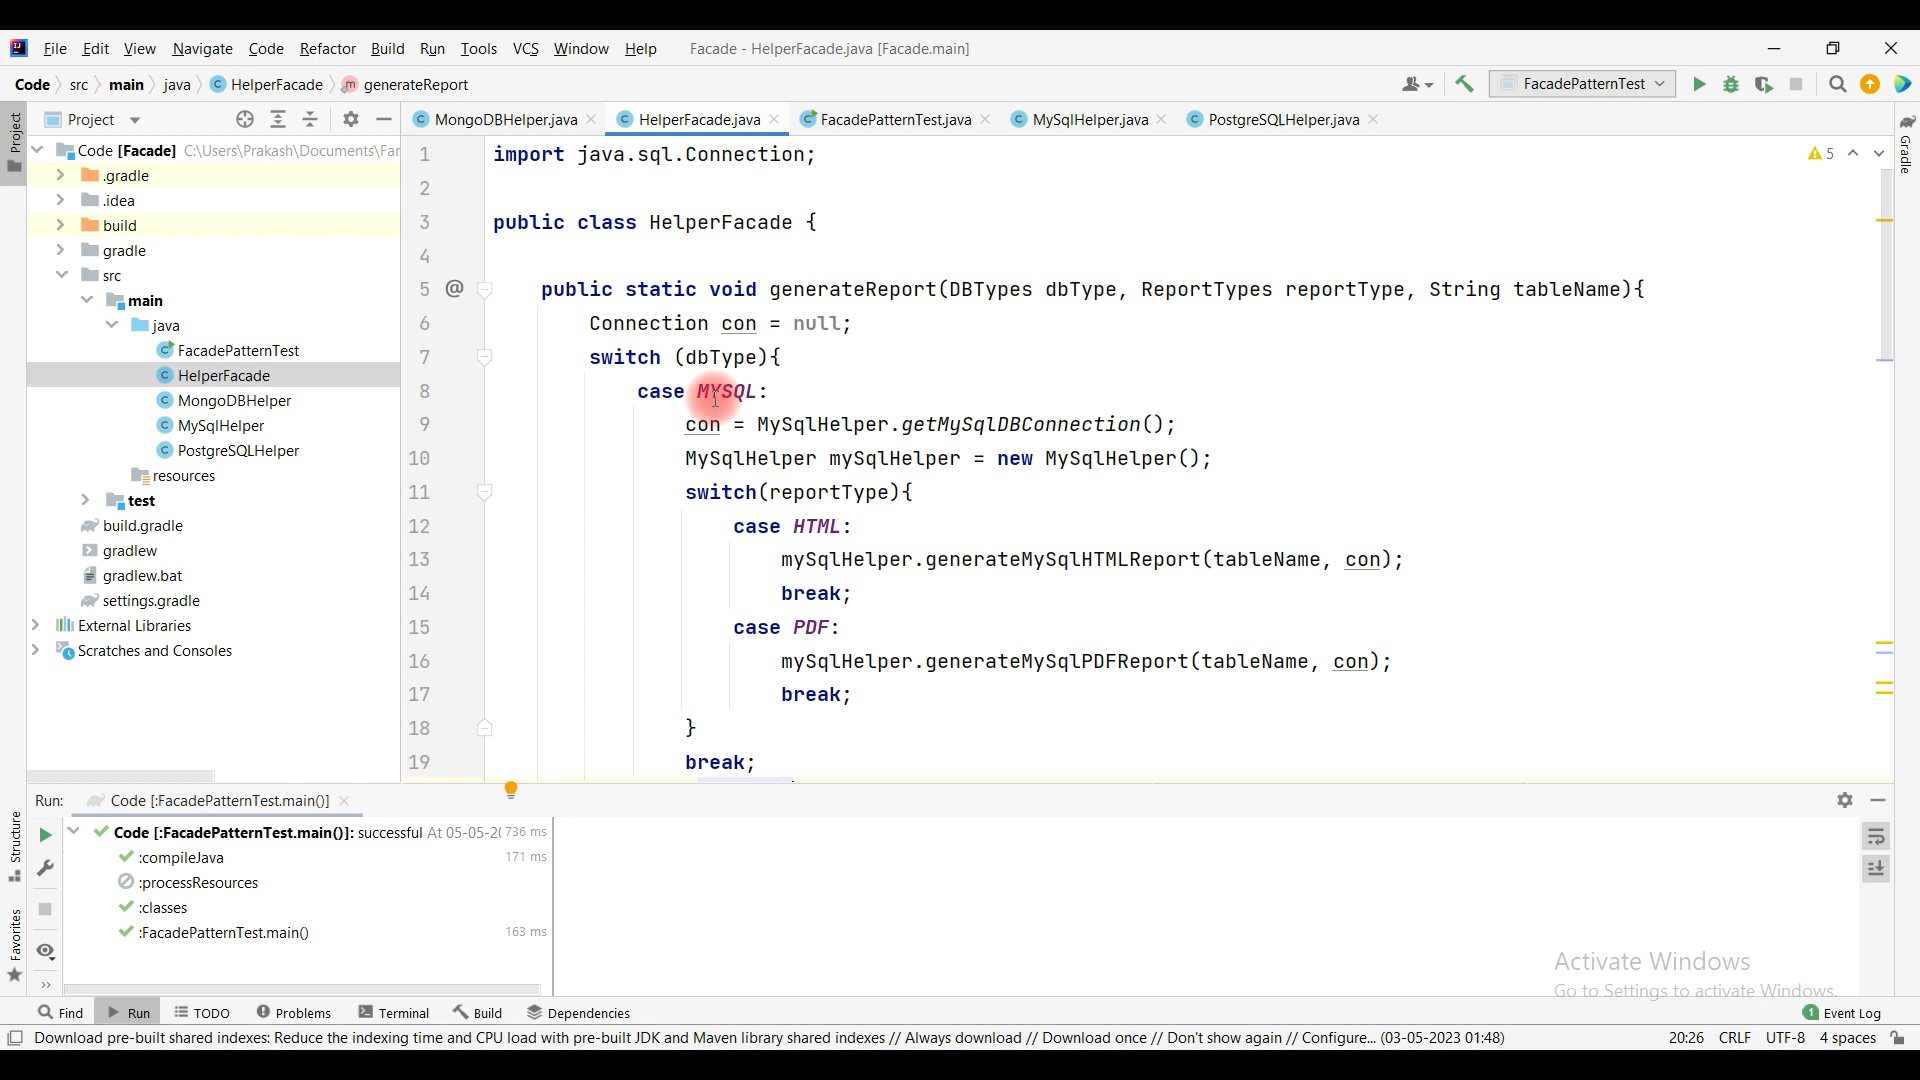 File Edit View Navigate Code Refactor Build Run Tools VCS Window Help Facade - HelperFacade.java [Facade.main]
Code src main java HelperFacade generateReport FacadePatternTest
Project
MongoDBHelper.java HelperFacade.java FacadePatternTest.java MySqlHelper.java PostgreSQLHelper.java
Project
Code [Facade] C:\Users\Prakash\Documents\Far
.gradle
.idea
build
gradle
src
main
java
FacadePatternTest
HelperFacade
MongoDBHelper
MySqlHelper
PostgreSQLHelper
resources
test
build.gradle
gradlew
gradlew.bat
settings.gradle
External Libraries
Scratches and Consoles
1 import java.sql.Connection;
2
3 public class HelperFacade {
4
5 @ public static void generateReport(DBTypes dbType, ReportTypes reportType, String tableName){
6 Connection con = null;
7 switch (dbType){
8 case MYSQL:
9 con = MySqlHelper.getMySqlDBConnection();
10 MySqlHelper mySqlHelper = new MySqlHelper();
11 switch(reportType){
12 case HTML:
13 mySqlHelper.generateMySqlHTMLReport(tableName, con);
14 break;
15 case PDF:
16 mySqlHelper.generateMySqlPDFReport(tableName, con);
17 break;
18 }
19 break;
5
Gradle
Structure
Favorites
Run: Code [:FacadePatternTest.main()]
Code [:FacadePatternTest.main()]: successful At 05-05-2( 736 ms
:compileJava 171 ms
:processResources
:classes
:FacadePatternTest.main() 163 ms
Activate Windows
Go to Settings to activate Windows.
Find Run TODO Problems Terminal Build Dependencies 1 Event Log
Download pre-built shared indexes: Reduce the indexing time and CPU load with pre-built JDK and Maven library shared indexes // Always download // Download once // Don't show again // Configure... (03-05-2023 01:48) 20:26 CRLF UTF-8 4 spaces